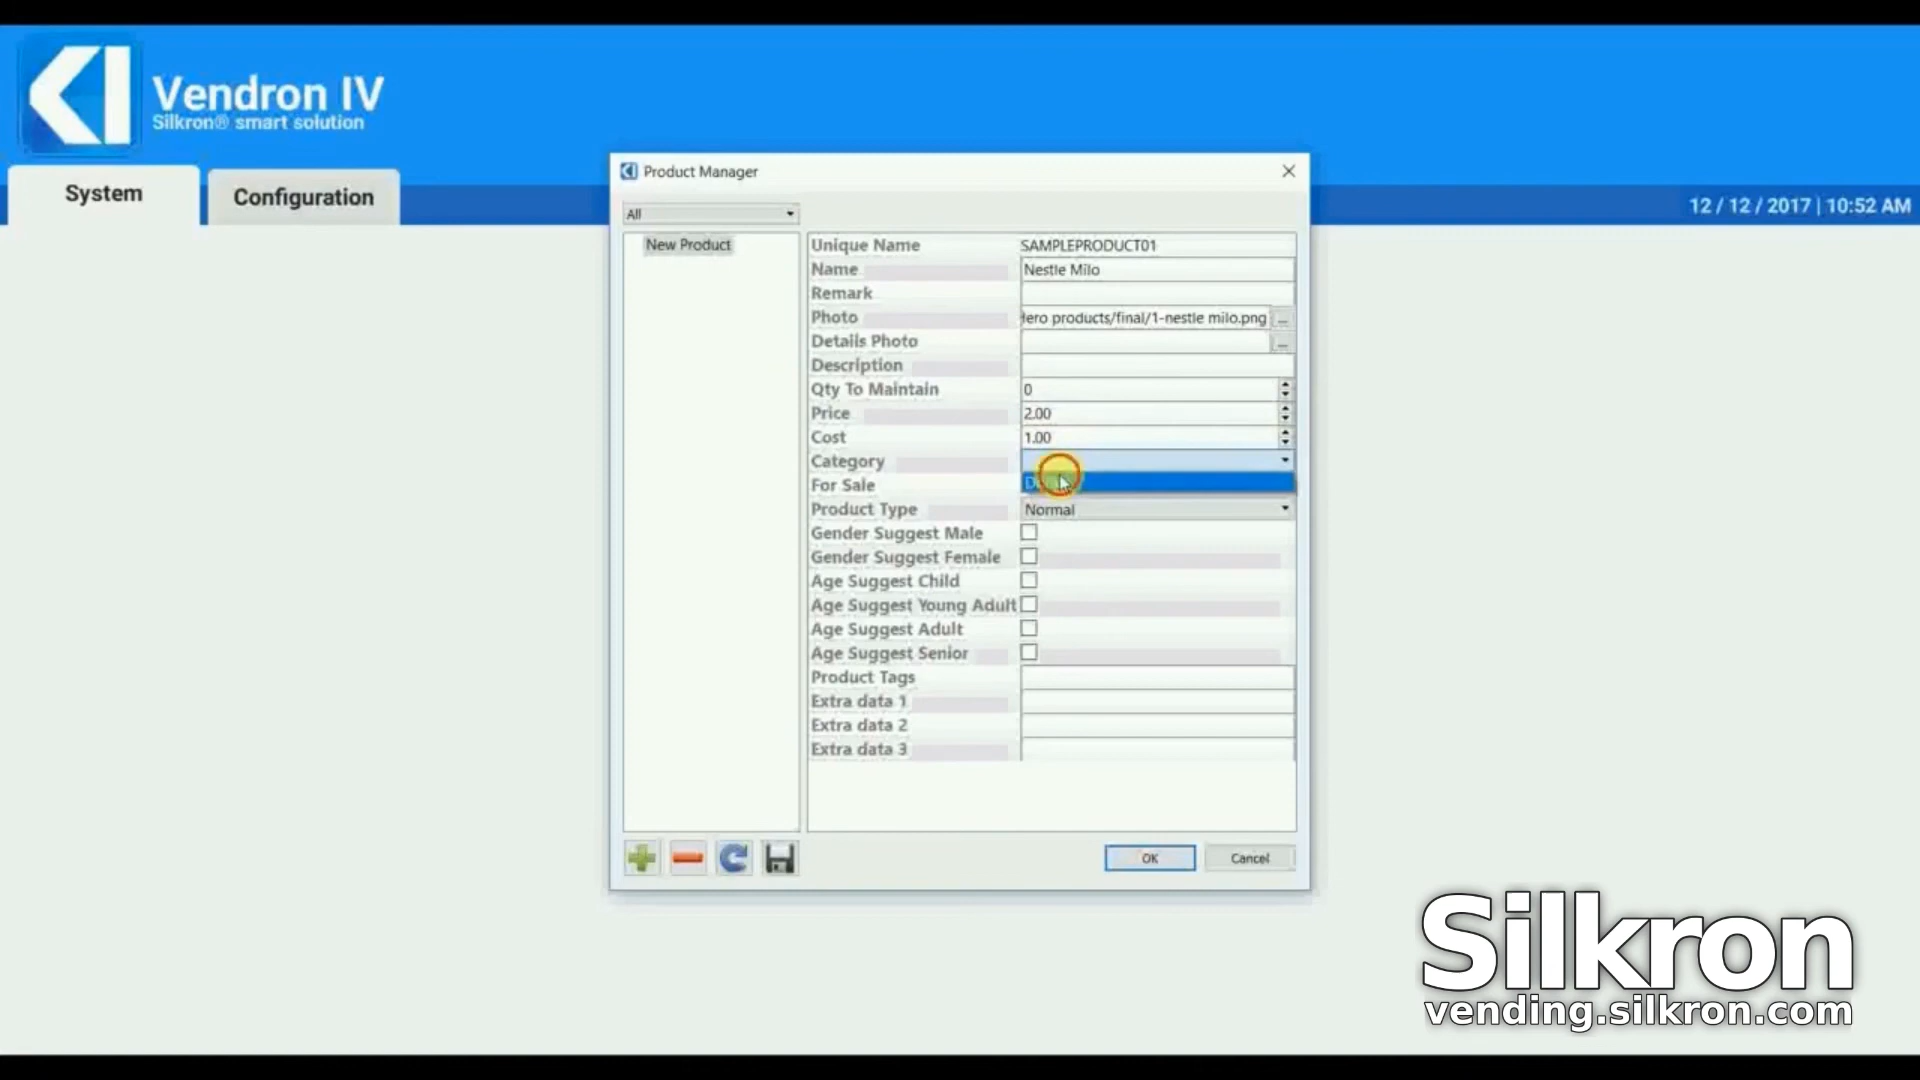 Vendron IV
Silkron® smart solution
System
Configuration
12 / 12 / 2017 | 10:52 AM
Product Manager
All
New Product
Unique Name SAMPLEPRODUCT01
Name Nestle Milo
Remark
Photo products/final/1-nestle milo.png ...
Details Photo ...
Description
Qty To Maintain 0
Price 2.00
Cost 1.00
Category
For Sale
Product Type Normal
Gender Suggest Male
Gender Suggest Female
Age Suggest Child
Age Suggest Young Adult
Age Suggest Adult
Age Suggest Senior
Product Tags
Extra data 1
Extra data 2
Extra data 3
OK Cancel
Silkron
vending.silkron.com